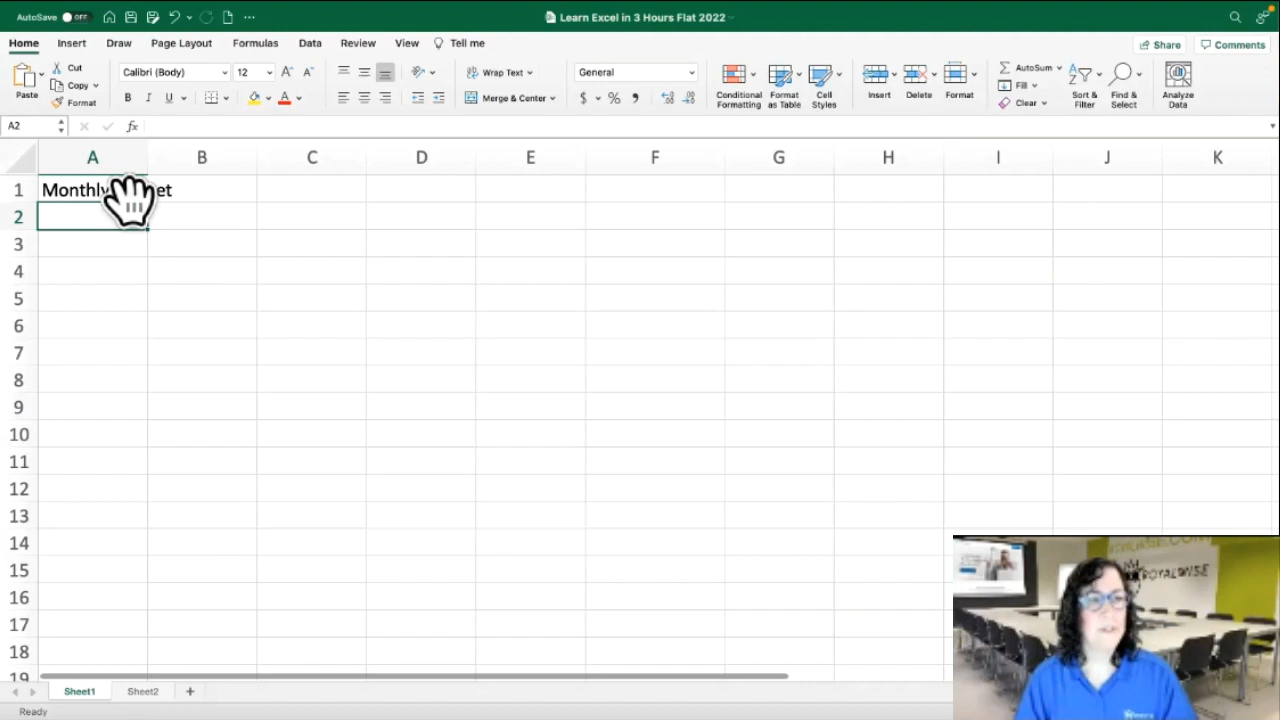 AutoSave OFF
Learn Excel in 3 Hours Flat 2022
Home Insert Draw Page Layout Formulas Data Review View Tell me
Share Comments
Paste
Cut
Copy
Format
Calibri (Body) 12
A A
B I U A
Wrap Text
Merge & Center
General
$ % ,
Conditional Formatting
Format as Table
Cell Styles
Insert
Delete
Format
AutoSum
Fill
Clear
Sort & Filter
Find & Select
Analyze Data
A2 fx
A B C D E F G H I J K
1 Monthly
2
3
4
5
6
7
8
9
10
11
12
13
14
15
16
17
18
19
ROYALWISE
Sheet1 Sheet2 +
Ready